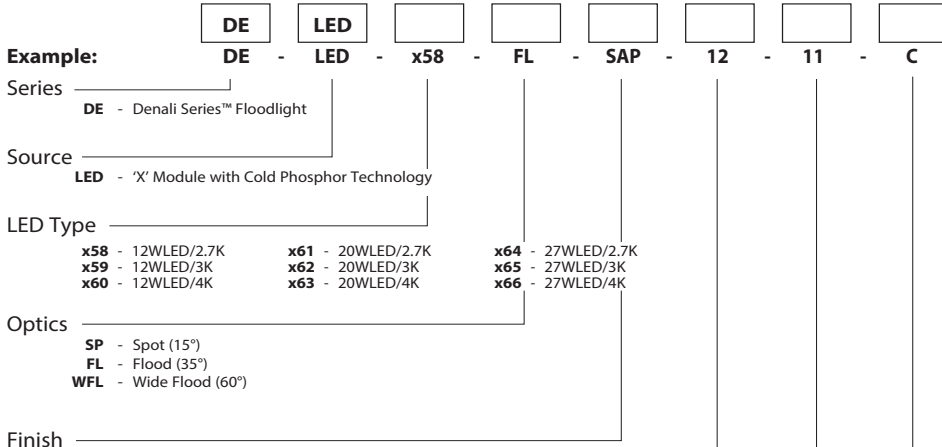 DE LED
Example: DE - LED - x58 - FL - SAP - 12 - 11 - C
Series
DE - Denali Series™ Floodlight
Source
LED - ‘X’ Module with Cold Phosphor Technology
LED Type
x58 - 12WLED/2.7K x61 - 20WLED/2.7K x64 - 27WLED/2.7K
x59 - 12WLED/3K x62 - 20WLED/3K x65 - 27WLED/3K
x60 - 12WLED/4K x63 - 20WLED/4K x66 - 27WLED/4K
Optics
SP - Spot (15°)
FL - Flood (35°)
WFL - Wide Flood (60°)
Finish